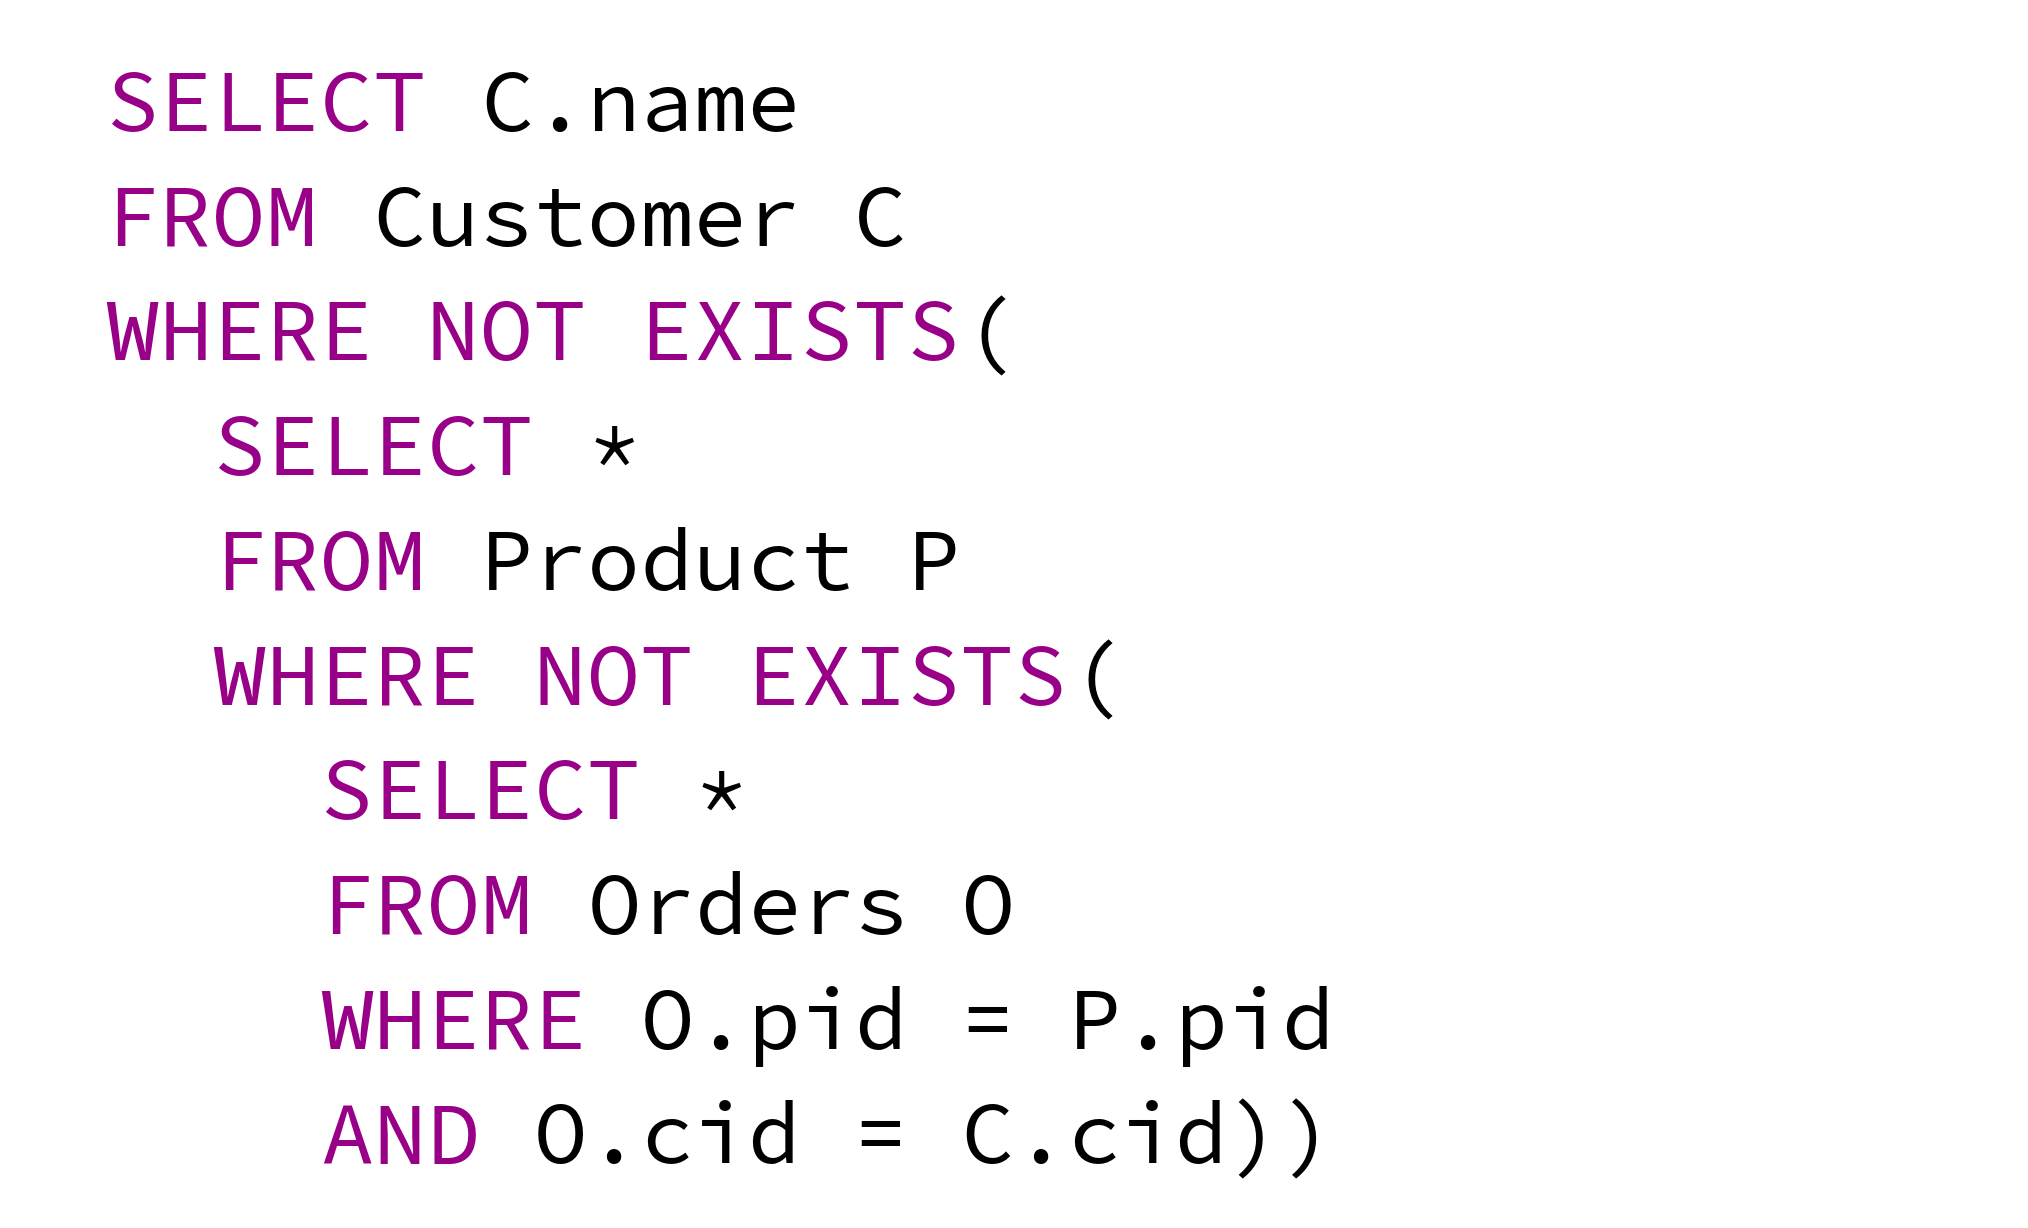 SELECT C.name
FROM Customer C
WHERE NOT EXISTS(
SELECT *
FROM Product P
WHERE NOT EXISTS(
SELECT *
FROM Orders O
WHERE O.pid = P.pid
AND O.cid = C.cid))